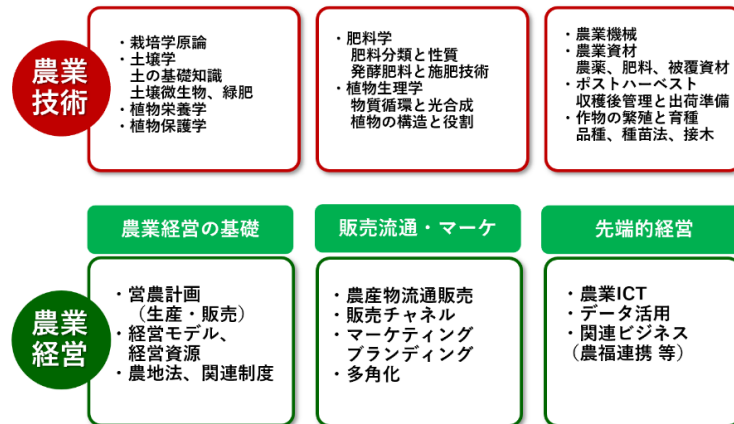 農業
技術
・栽培学原論
・土壌学
土の基礎知識
土壌微生物、緑肥
・植物栄養学
・植物保護学
・肥料学
肥料分類と性質
発酵肥料と施肥技術
・植物生理学
物質循環と光合成
植物の構造と役割
・農業機械
・農業資材
農薬、肥料、被覆資材
・ポストハーベスト
収穫後管理と出荷準備
・作物の繁殖と育種
品種、種苗法、接木
農業
経営
農業経営の基礎
・営農計画
（生産・販売）
・経営モデル、
経営資源
・農地法、関連制度
販売流通・マーケ
・農産物流通販売
・販売チャネル
・マーケティング
ブランディング
・多角化
先端的経営
・農業ICT
・データ活用
・関連ビジネス
（農福連携 等）